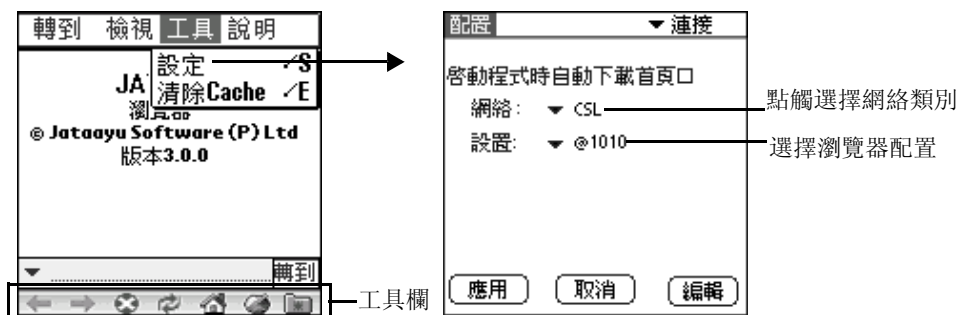 轉到 檢視 工具 說明
設定 ✓S
清除Cache ✓E
JA
瀏覽器
© Jataayu Software (P) Ltd
版本3.0.0
轉到
工具欄
配置 連接
啓動程式時自動下載首頁口
網絡： CSL
設置: @1010
應用 取消 編輯
點觸選擇網絡類別
選擇瀏覽器配置